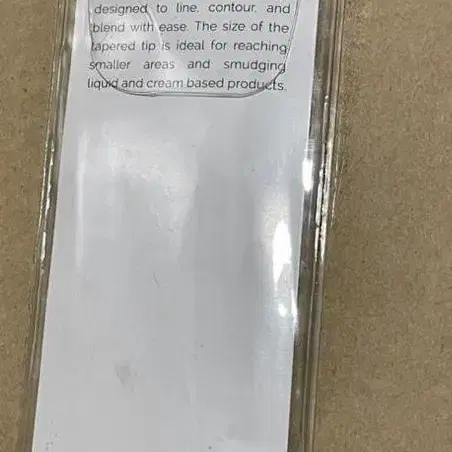 designed to line, contour, and
blend with ease. The size of the
tapered tip is ideal for reaching
smaller areas and smudging
liquid and cream based products.